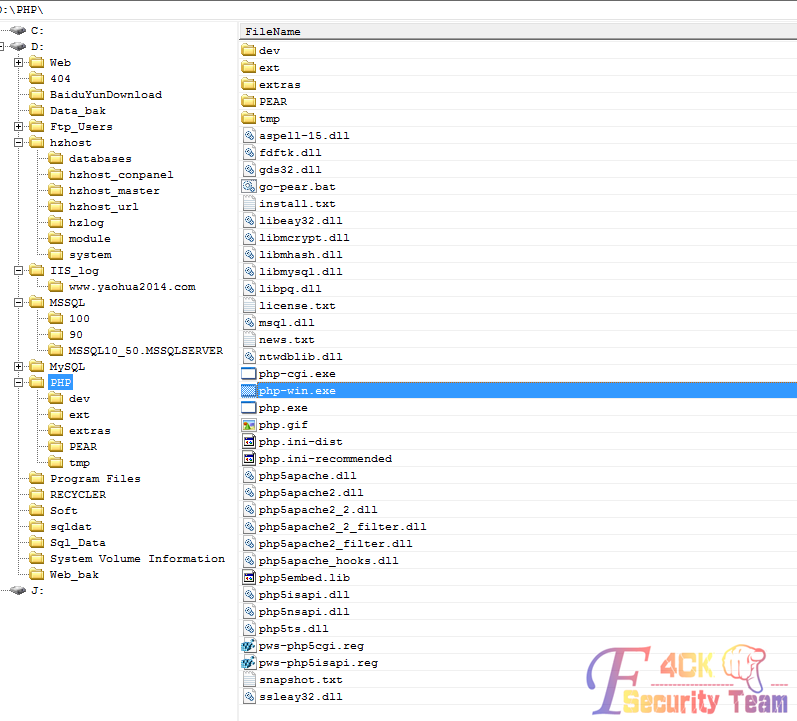 D:\PHP\
C:
D:
Web
404
BaiduYunDownload
Data_bak
Ftp_Users
hzhost
databases
hzhost_conpanel
hzhost_master
hzhost_url
hzlog
module
system
IIS_log
www.yaohua2014.com
MSSQL
100
90
MSSQL10_50.MSSQLSERVER
MySQL
PHP
dev
ext
extras
PEAR
tmp
Program Files
RECYCLER
Soft
sqldat
Sql_Data
System Volume Information
Web_bak
J:
FileName
dev
ext
extras
PEAR
tmp
aspell-15.dll
fdftk.dll
gds32.dll
go-pear.bat
install.txt
libeay32.dll
libmcrypt.dll
libmhash.dll
libmysql.dll
libpq.dll
license.txt
msql.dll
news.txt
ntwdblib.dll
php-cgi.exe
php-win.exe
php.exe
php.gif
php.ini-dist
php.ini-recommended
php5apache.dll
php5apache2.dll
php5apache2_2.dll
php5apache2_2_filter.dll
php5apache2_filter.dll
php5apache_hooks.dll
php5embed.lib
php5isapi.dll
php5nsapi.dll
php5ts.dll
pws-php5cgi.reg
pws-php5isapi.reg
snapshot.txt
ssleay32.dll
F4CK
Security Team